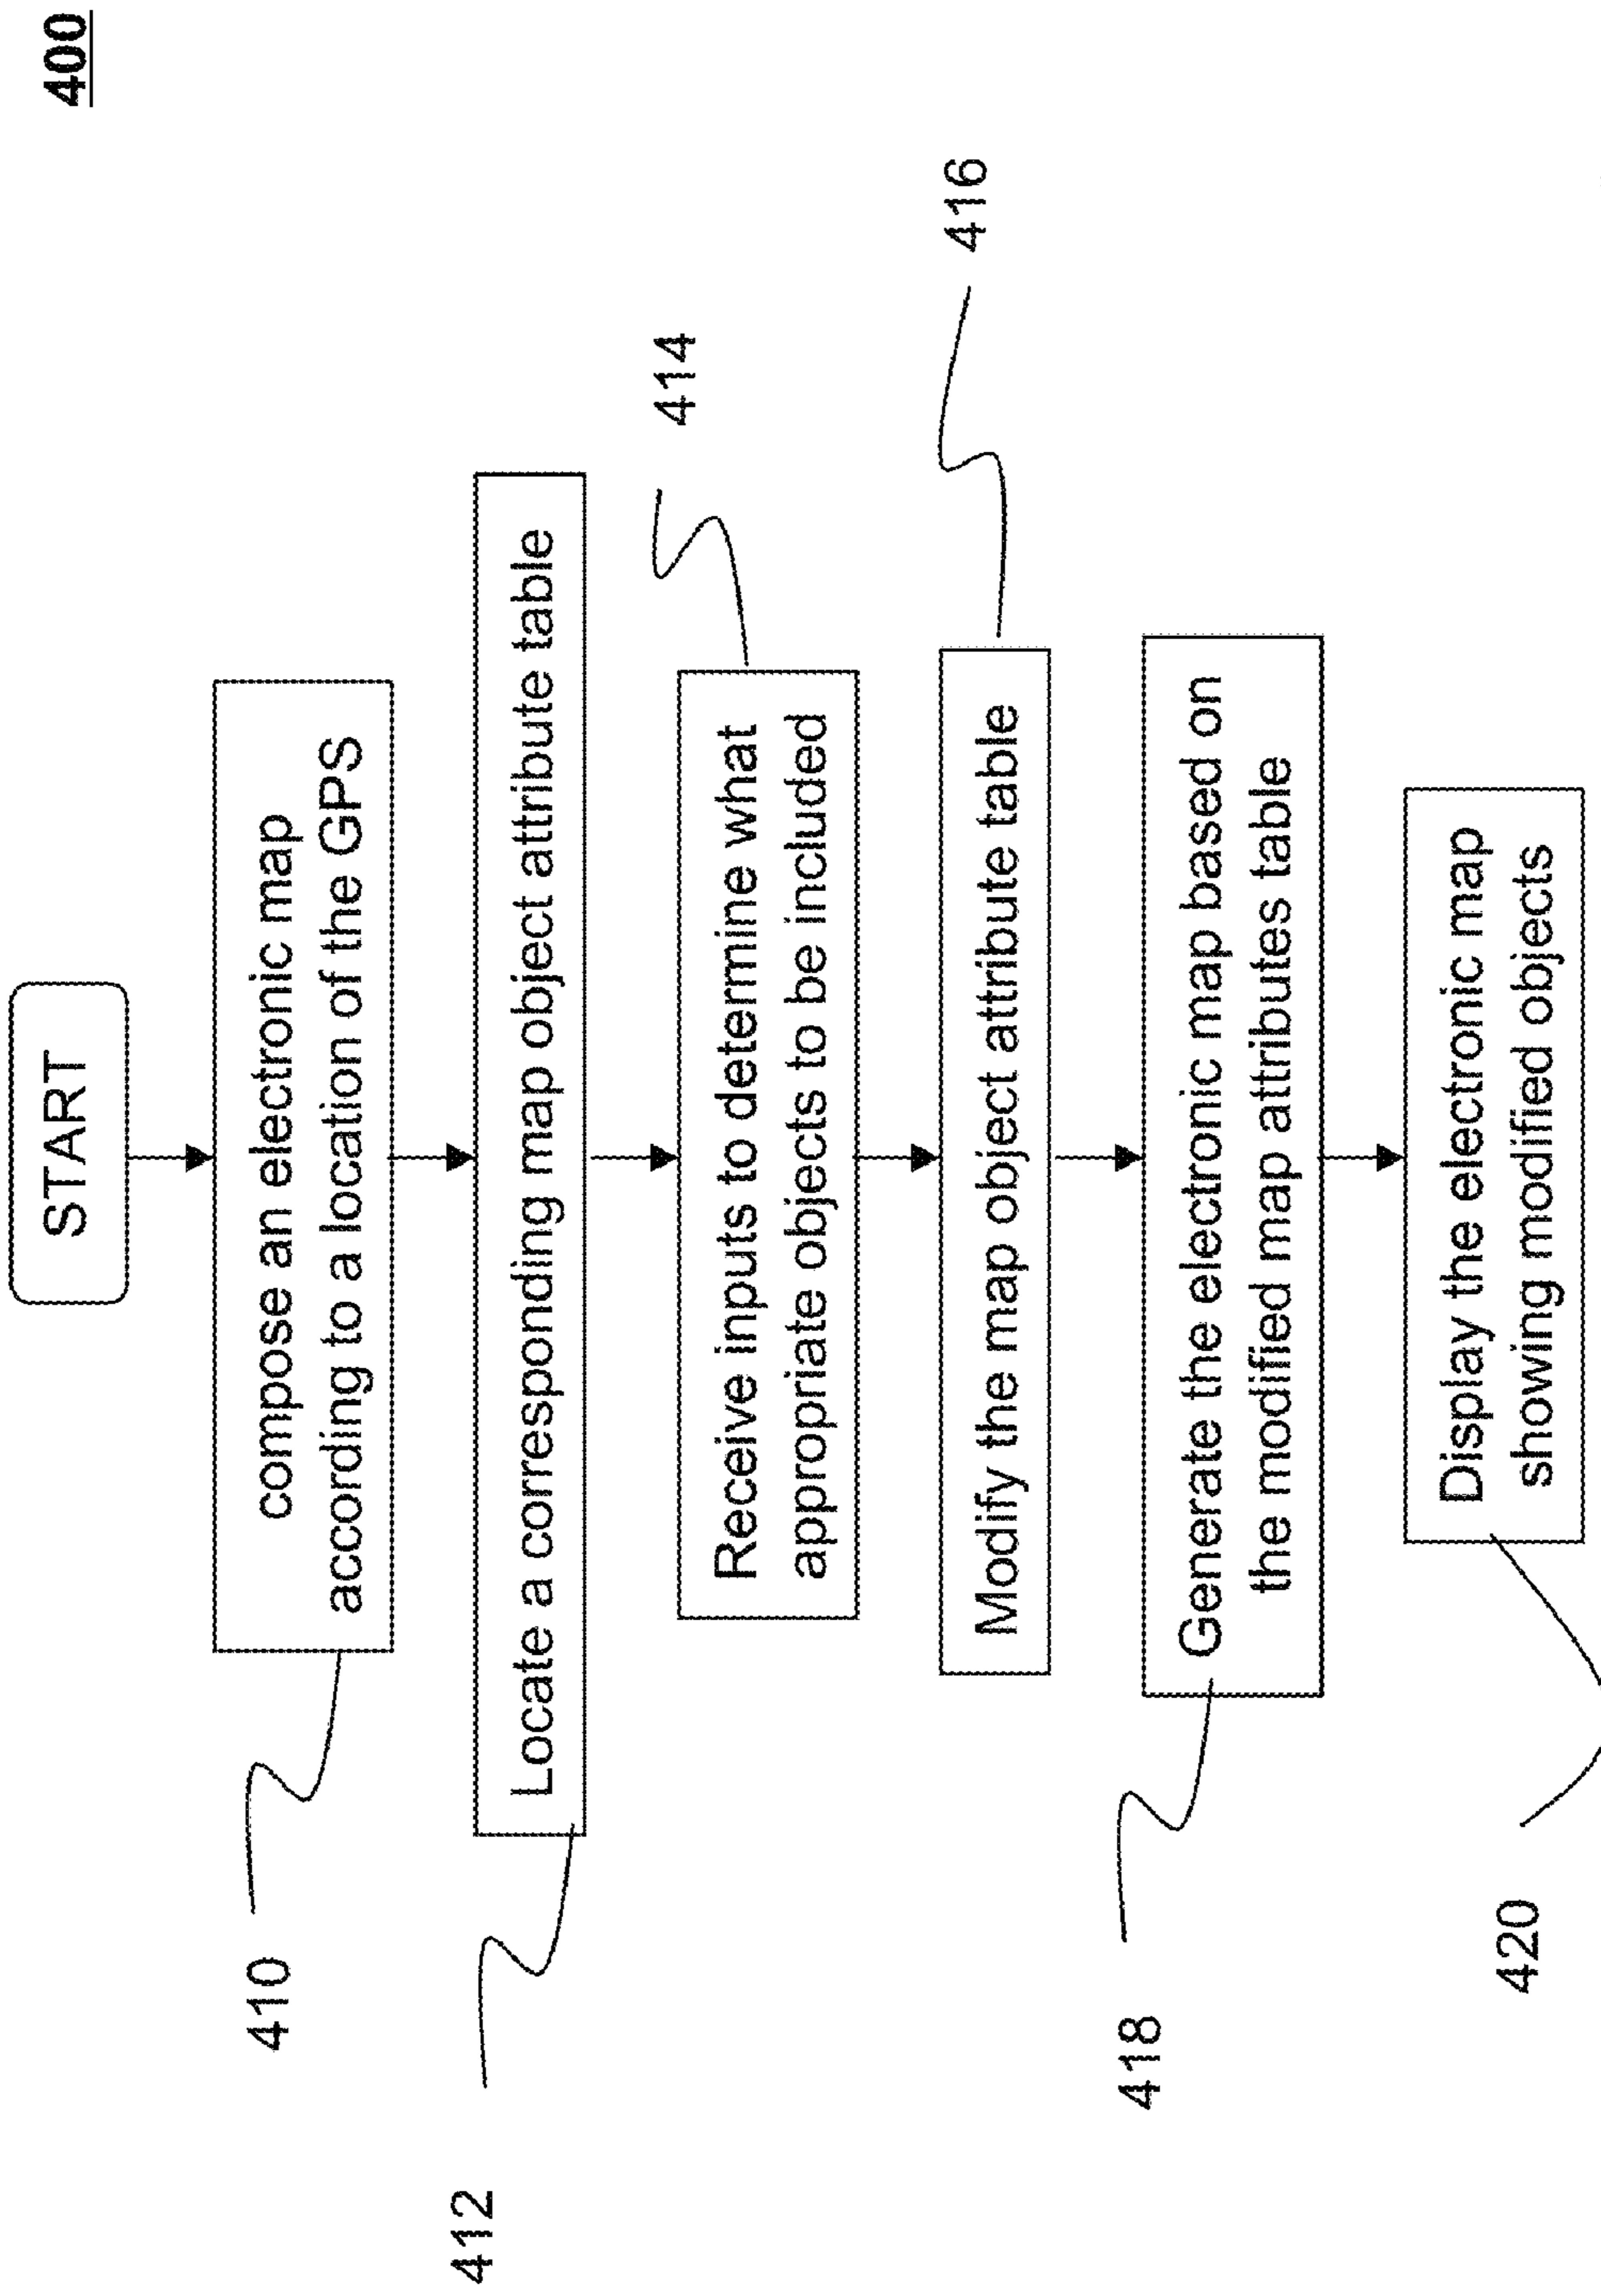 400
START
compose an electronic map
according to a location of the GPS
410
Locate a corresponding map object attribute table
412
Receive inputs to determine what
appropriate objects to be included
414
Modify the map object attribute table
416
Generate the electronic map based on
the modified map attributes table
418
Display the electronic map
showing modified objects
420